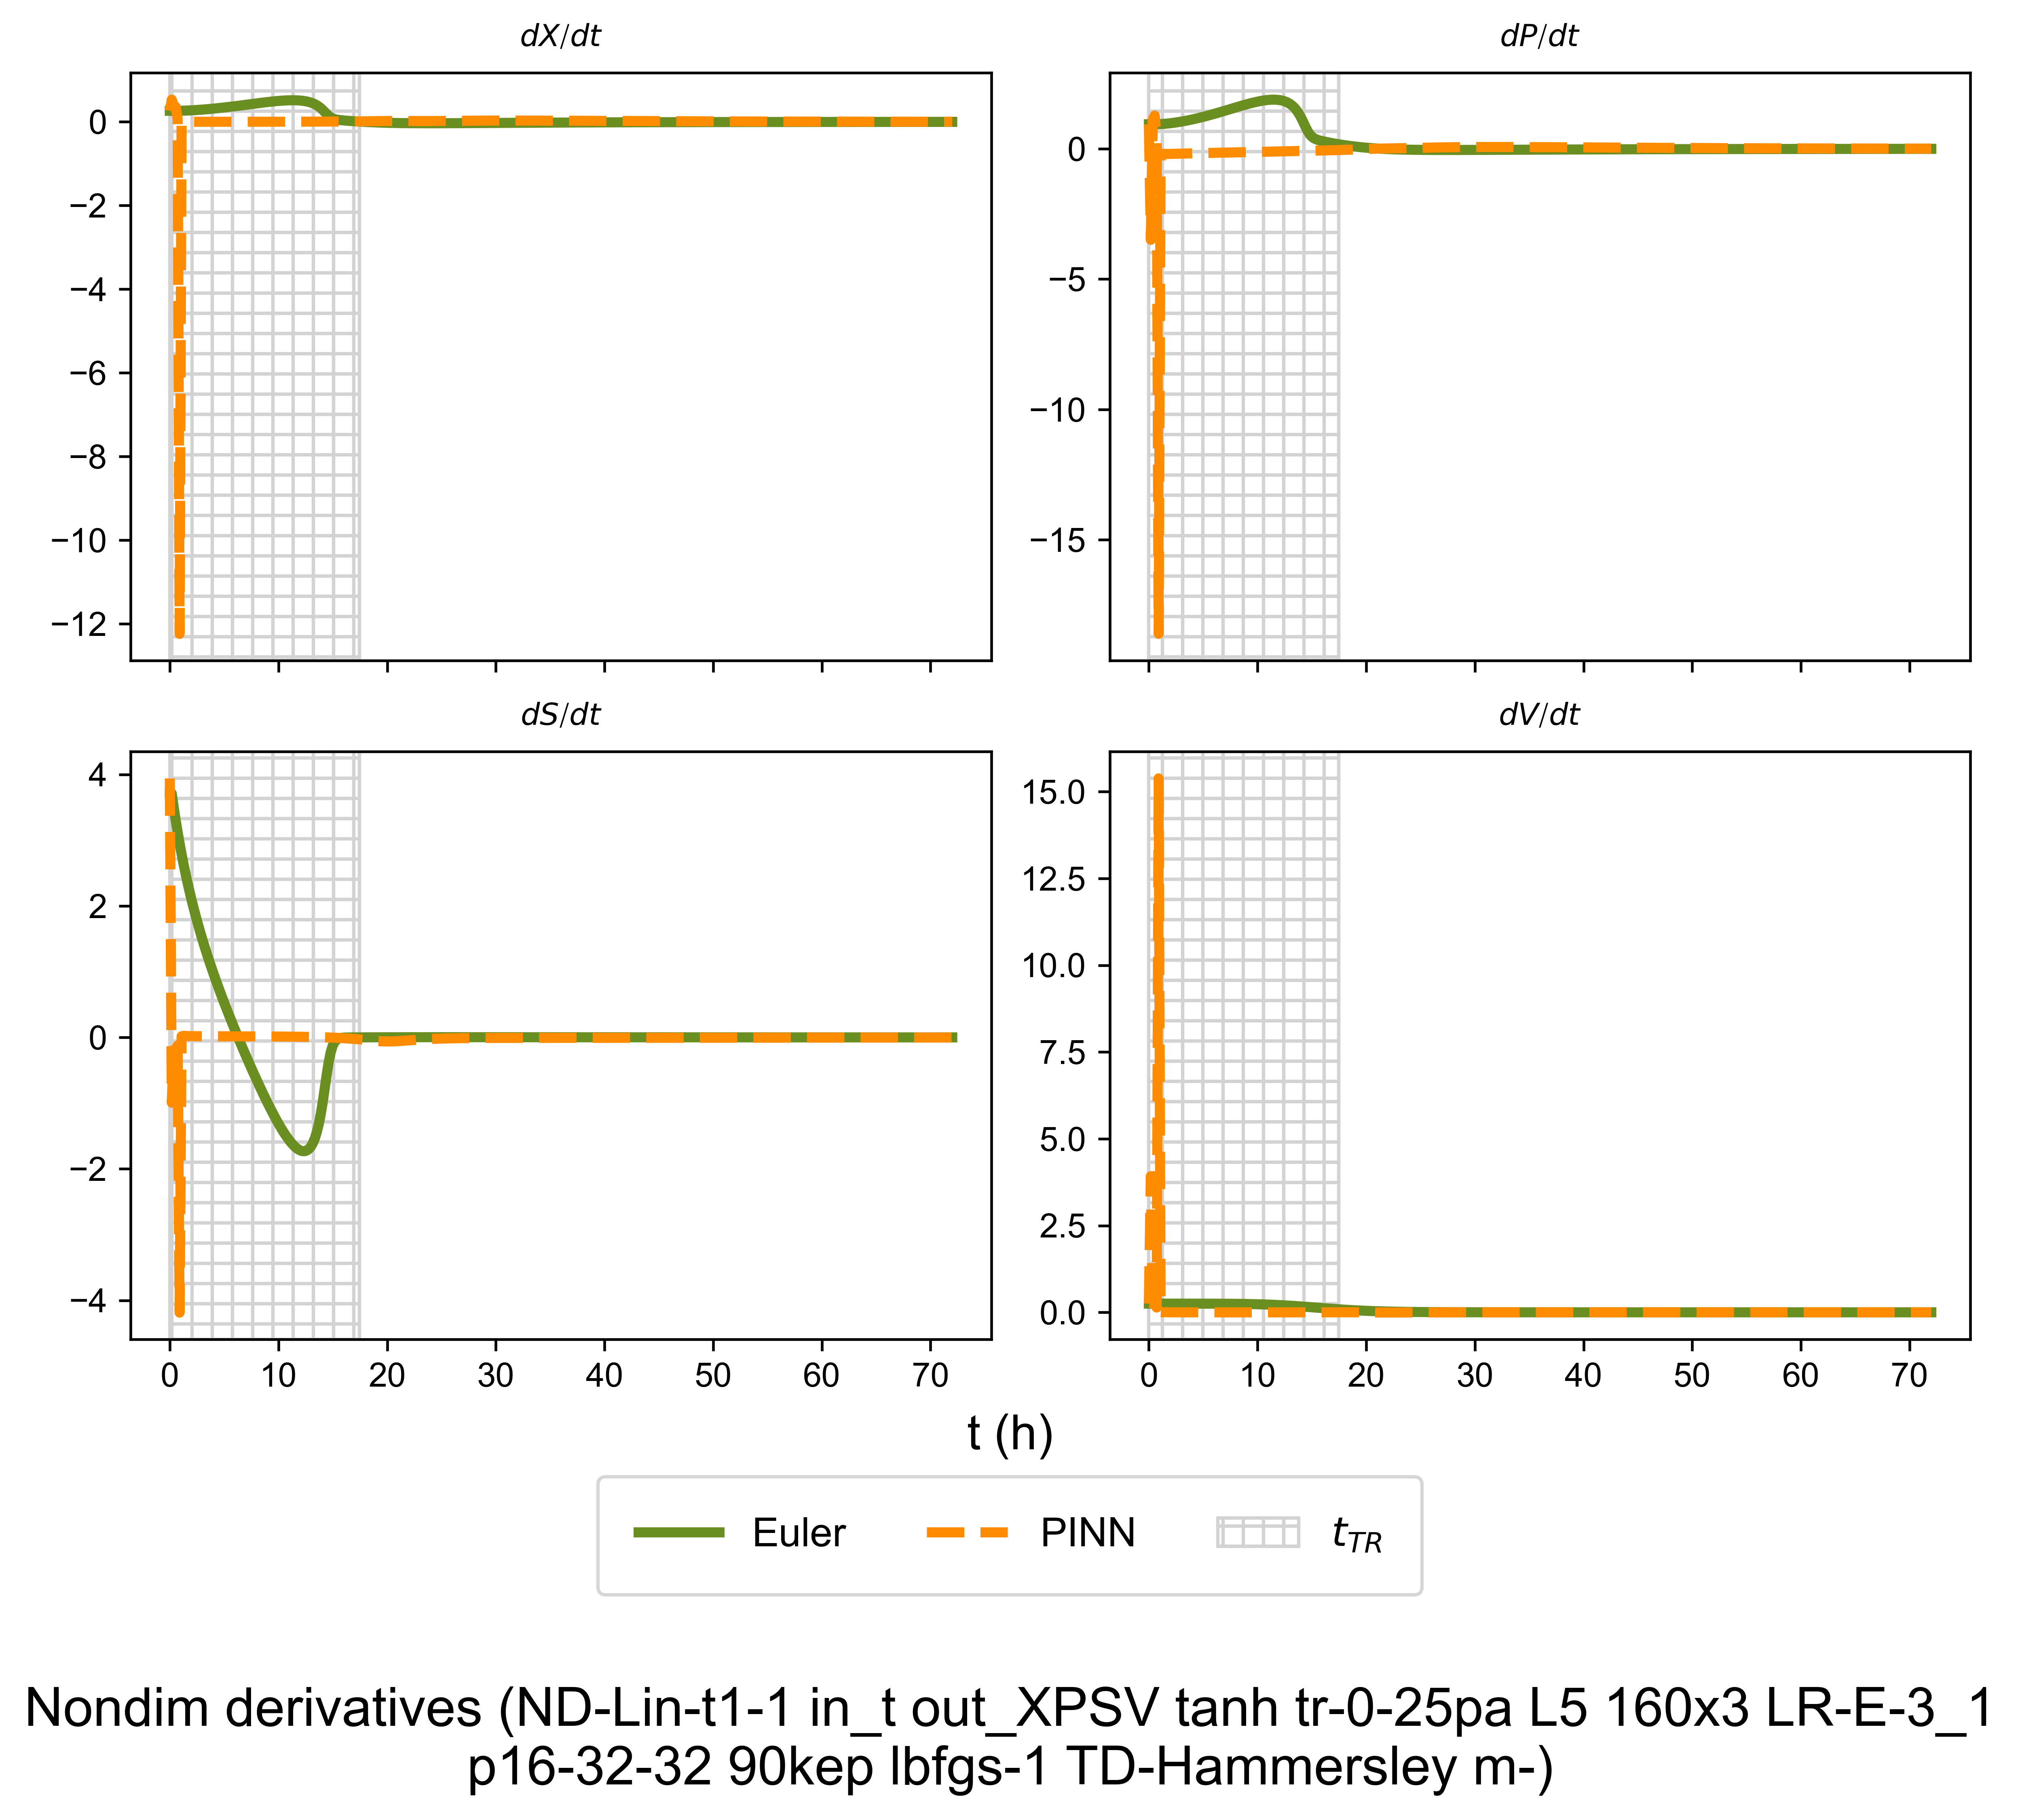 dX/dt
dP/dt
0
−2
−4
−6
−8
−10
−12
0
−5
−10
−15
dS/dt
dV/dt
4
2
0
−2
−4
15.0
12.5
10.0
7.5
5.0
2.5
0.0
0 10 20 30 40 50 60 70
0 10 20 30 40 50 60 70
t (h)
Euler PINN t_TR
Nondim derivatives (ND-Lin-t1-1 in_t out_XPSV tanh tr-0-25pa L5 160x3 LR-E-3_1
p16-32-32 90kep lbfgs-1 TD-Hammersley m-)